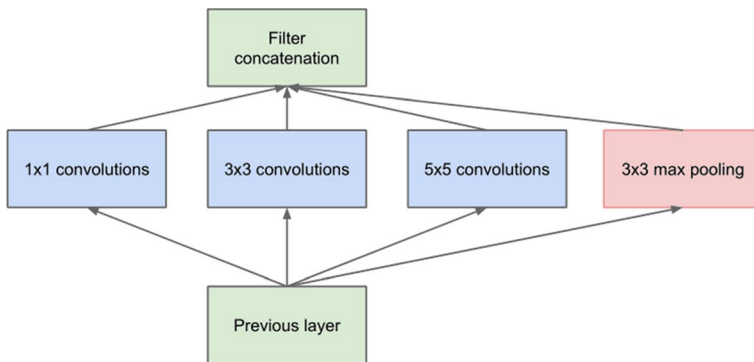 Filter
concatenation
1x1 convolutions
3x3 convolutions
5x5 convolutions
3x3 max pooling
Previous layer